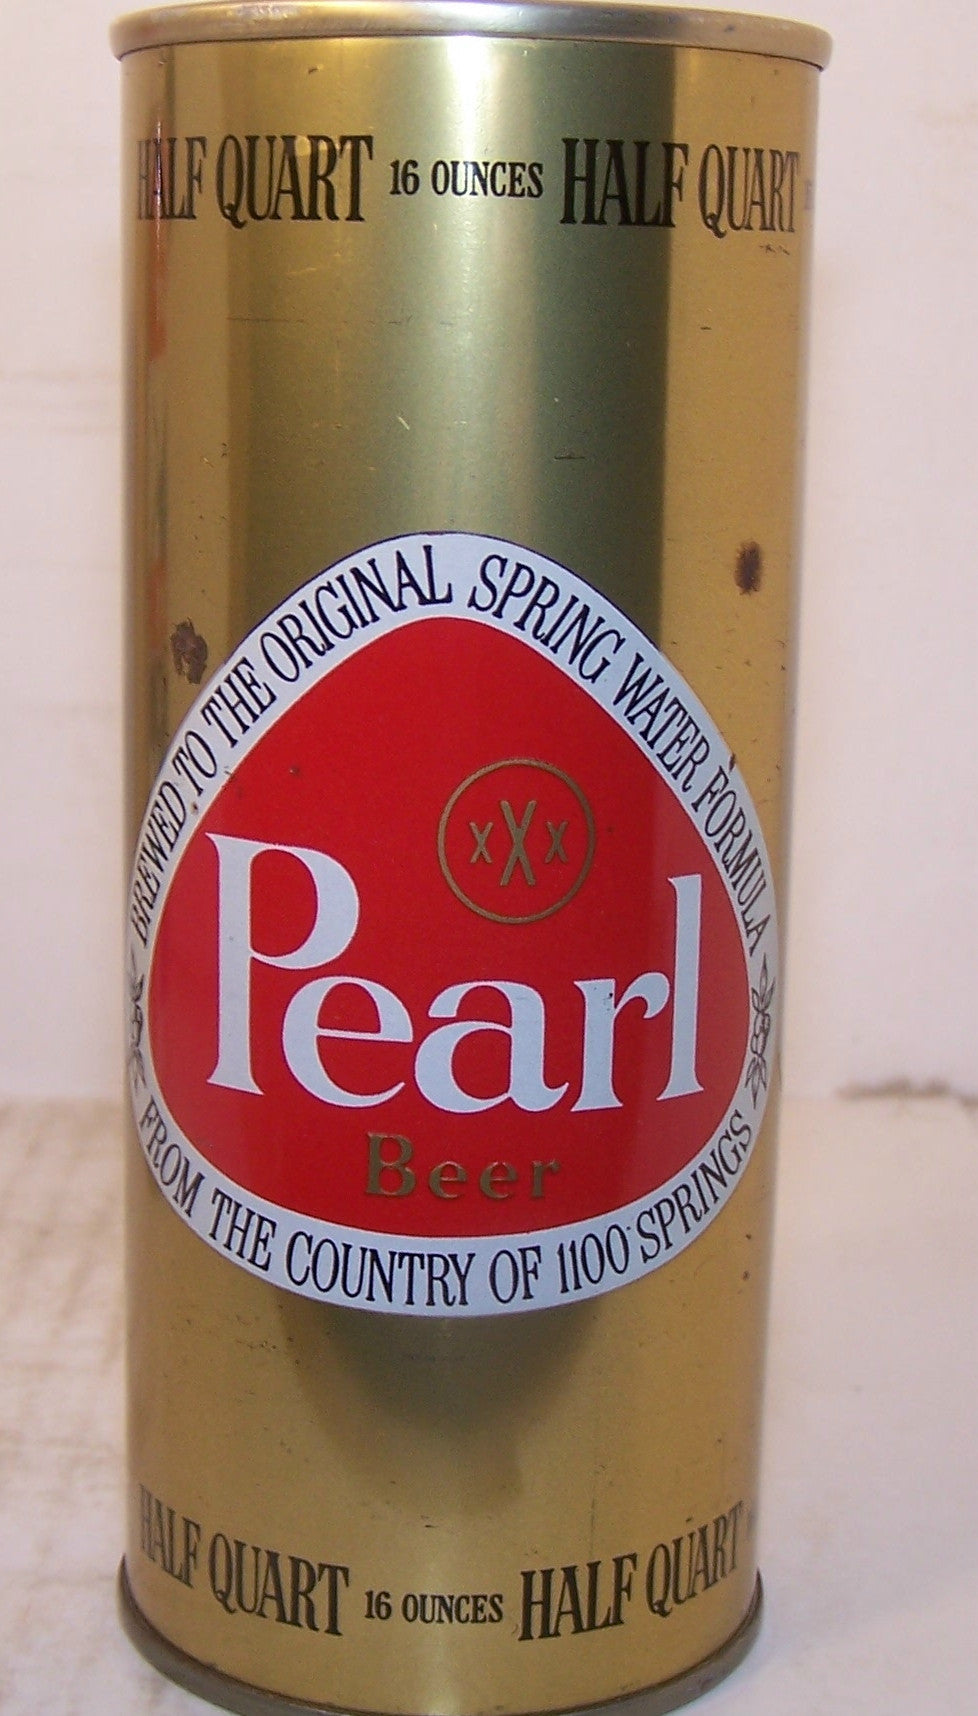 HALF QUART 16 OUNCES HALF QUART
BREWED TO THE ORIGINAL SPRING WATER FORMULA
XXX
Pearl
Beer
FROM THE COUNTRY OF 1100 SPRINGS
HALF QUART 16 OUNCES HALF QUART